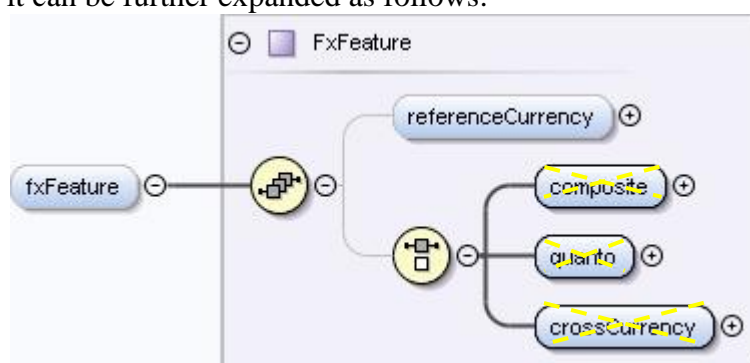 it can be further expanded as follows:
FxFeature
referenceCurrency
fxFeature
composite
quanto
crossCurrency